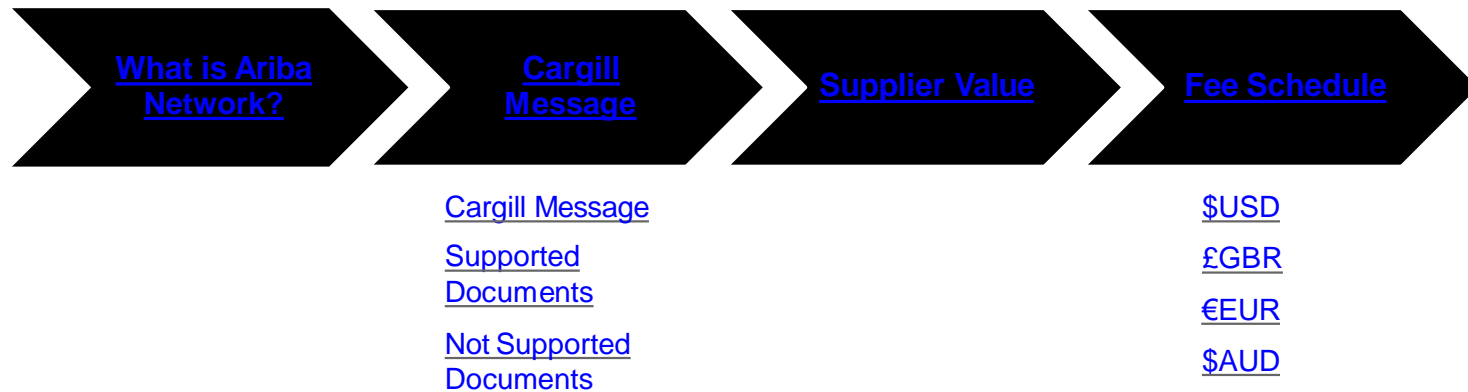 What is Ariba
Network?
Cargill
Message
Supplier Value
Fee Schedule
Cargill Message
Supported
Documents
Not Supported
Documents
$USD
£GBR
€EUR
$AUD